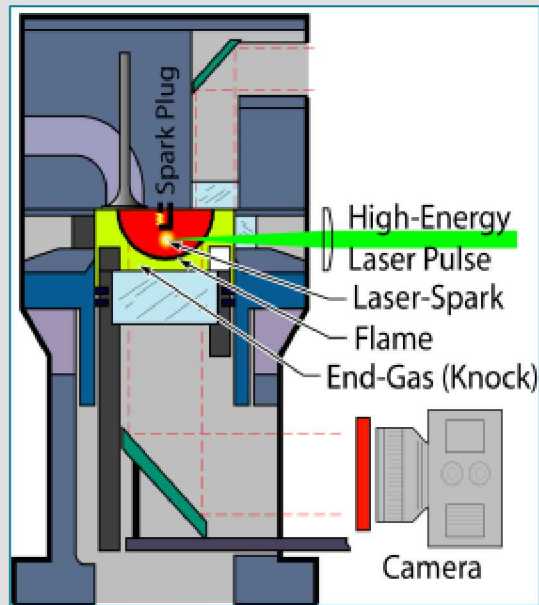 Spark Plug
High-Energy
Laser Pulse
Laser-Spark
Flame
End-Gas (Knock)
Camera